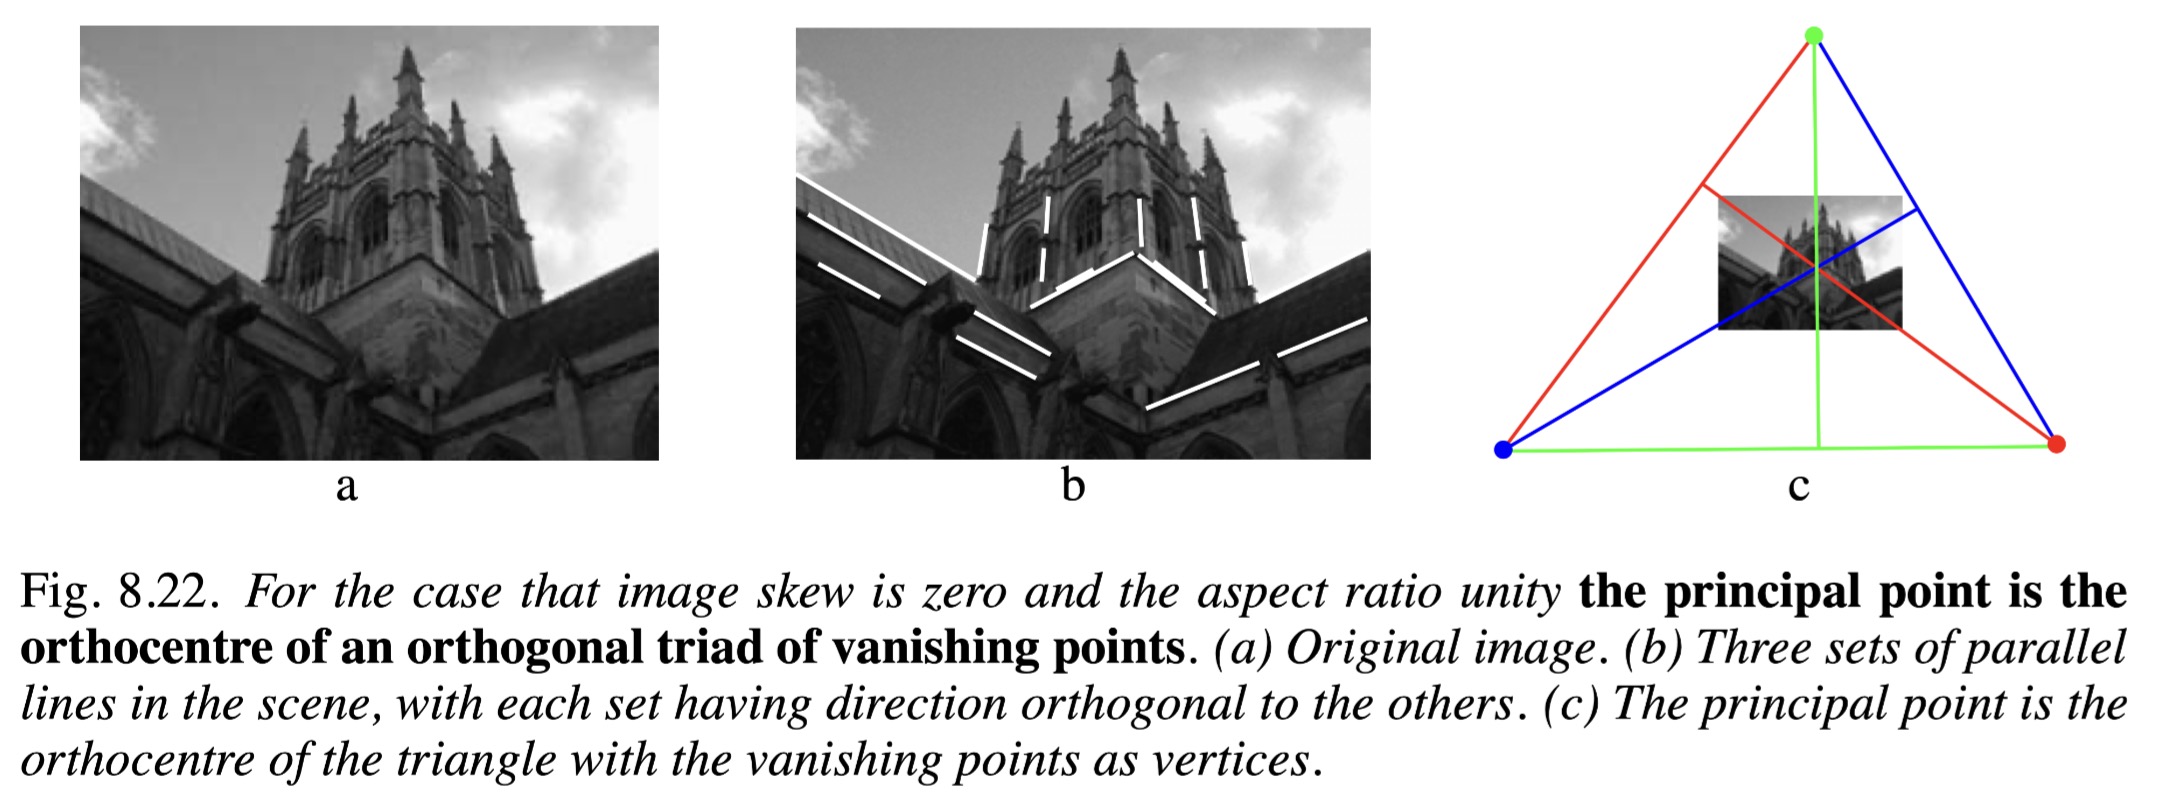 a
b
c
Fig. 8.22. For the case that image skew is zero and the aspect ratio unity the principal point is the
orthocentre of an orthogonal triad of vanishing points. (a) Original image. (b) Three sets of parallel
lines in the scene, with each set having direction orthogonal to the others. (c) The principal point is the
orthocentre of the triangle with the vanishing points as vertices.